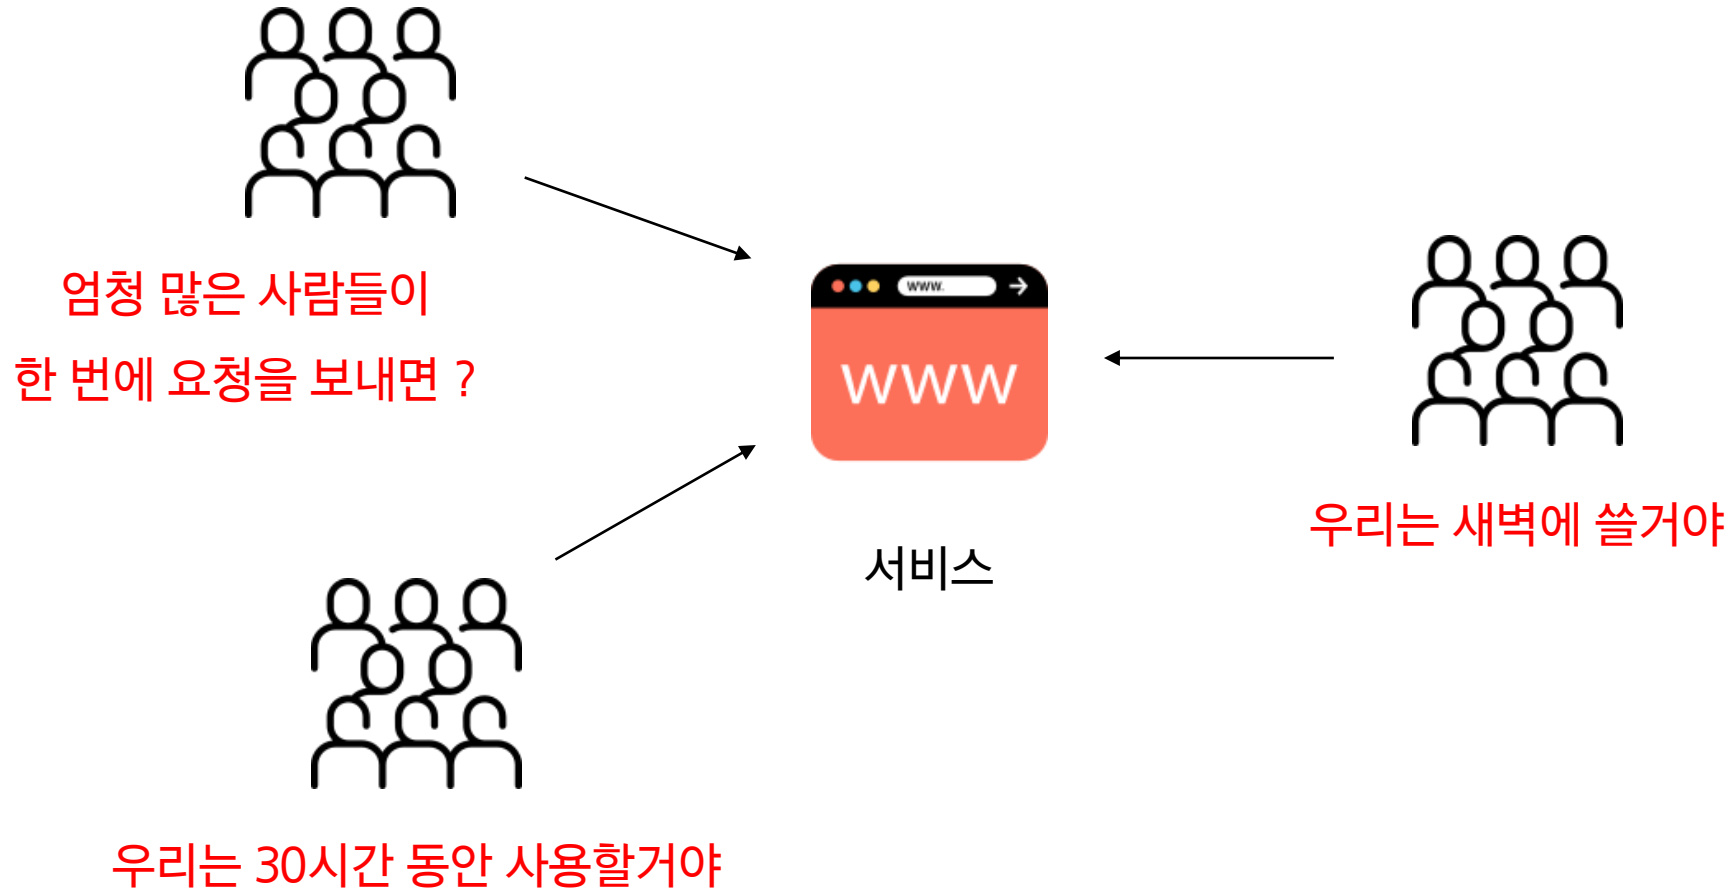 엄청 많은 사람들이
한 번에 요청을 보내면 ?
www.
www
서비스
우리는 새벽에 쓸거야
우리는 30시간 동안 사용할거야